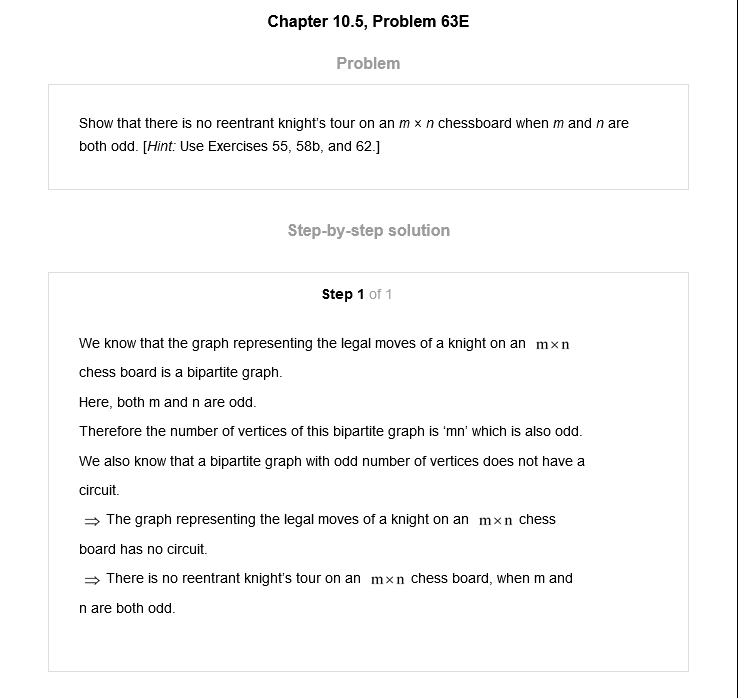 Chapter 10.5, Problem 63E
Problem
Show that there is no reentrant knight's tour on an m × n chessboard when m and n are
both odd. [Hint: Use Exercises 55, 58b, and 62.]
Step-by-step solution
Step 1 of 1
We know that the graph representing the legal moves of a knight on an m×n
chess board is a bipartite graph.
Here, both m and n are odd.
Therefore the number of vertices of this bipartite graph is ‘mn’ which is also odd.
We also know that a bipartite graph with odd number of vertices does not have a
circuit.
⇒ The graph representing the legal moves of a knight on an m×n chess
board has no circuit.
⇒ There is no reentrant knight's tour on an m×n chess board, when m and
n are both odd.